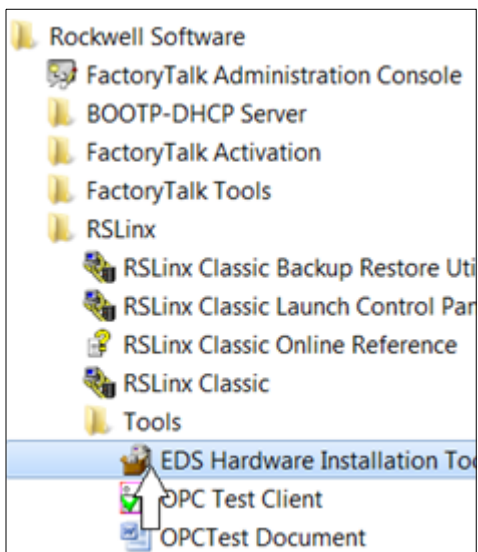 Rockwell Software
FactoryTalk Administration Console
BOOTP-DHCP Server
FactoryTalk Activation
FactoryTalk Tools
RSLinx
RSLinx Classic Backup Restore Uti
RSLinx Classic Launch Control Pan
RSLinx Classic Online Reference
RSLinx Classic
Tools
EDS Hardware Installation Too
OPC Test Client
OPCTest Document